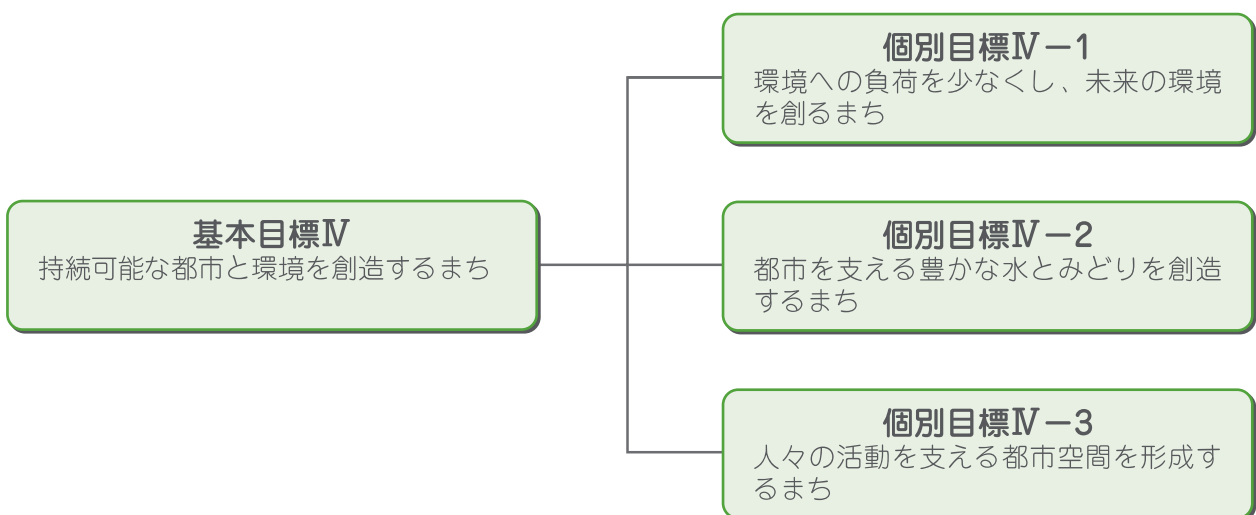 基本目標Ⅳ
持続可能な都市と環境を創造するまち
個別目標Ⅳ－1
環境への負荷を少なくし、未来の環境
を創るまち
個別目標Ⅳ－2
都市を支える豊かな水とみどりを創造
するまち
個別目標Ⅳ－3
人々の活動を支える都市空間を形成す
るまち